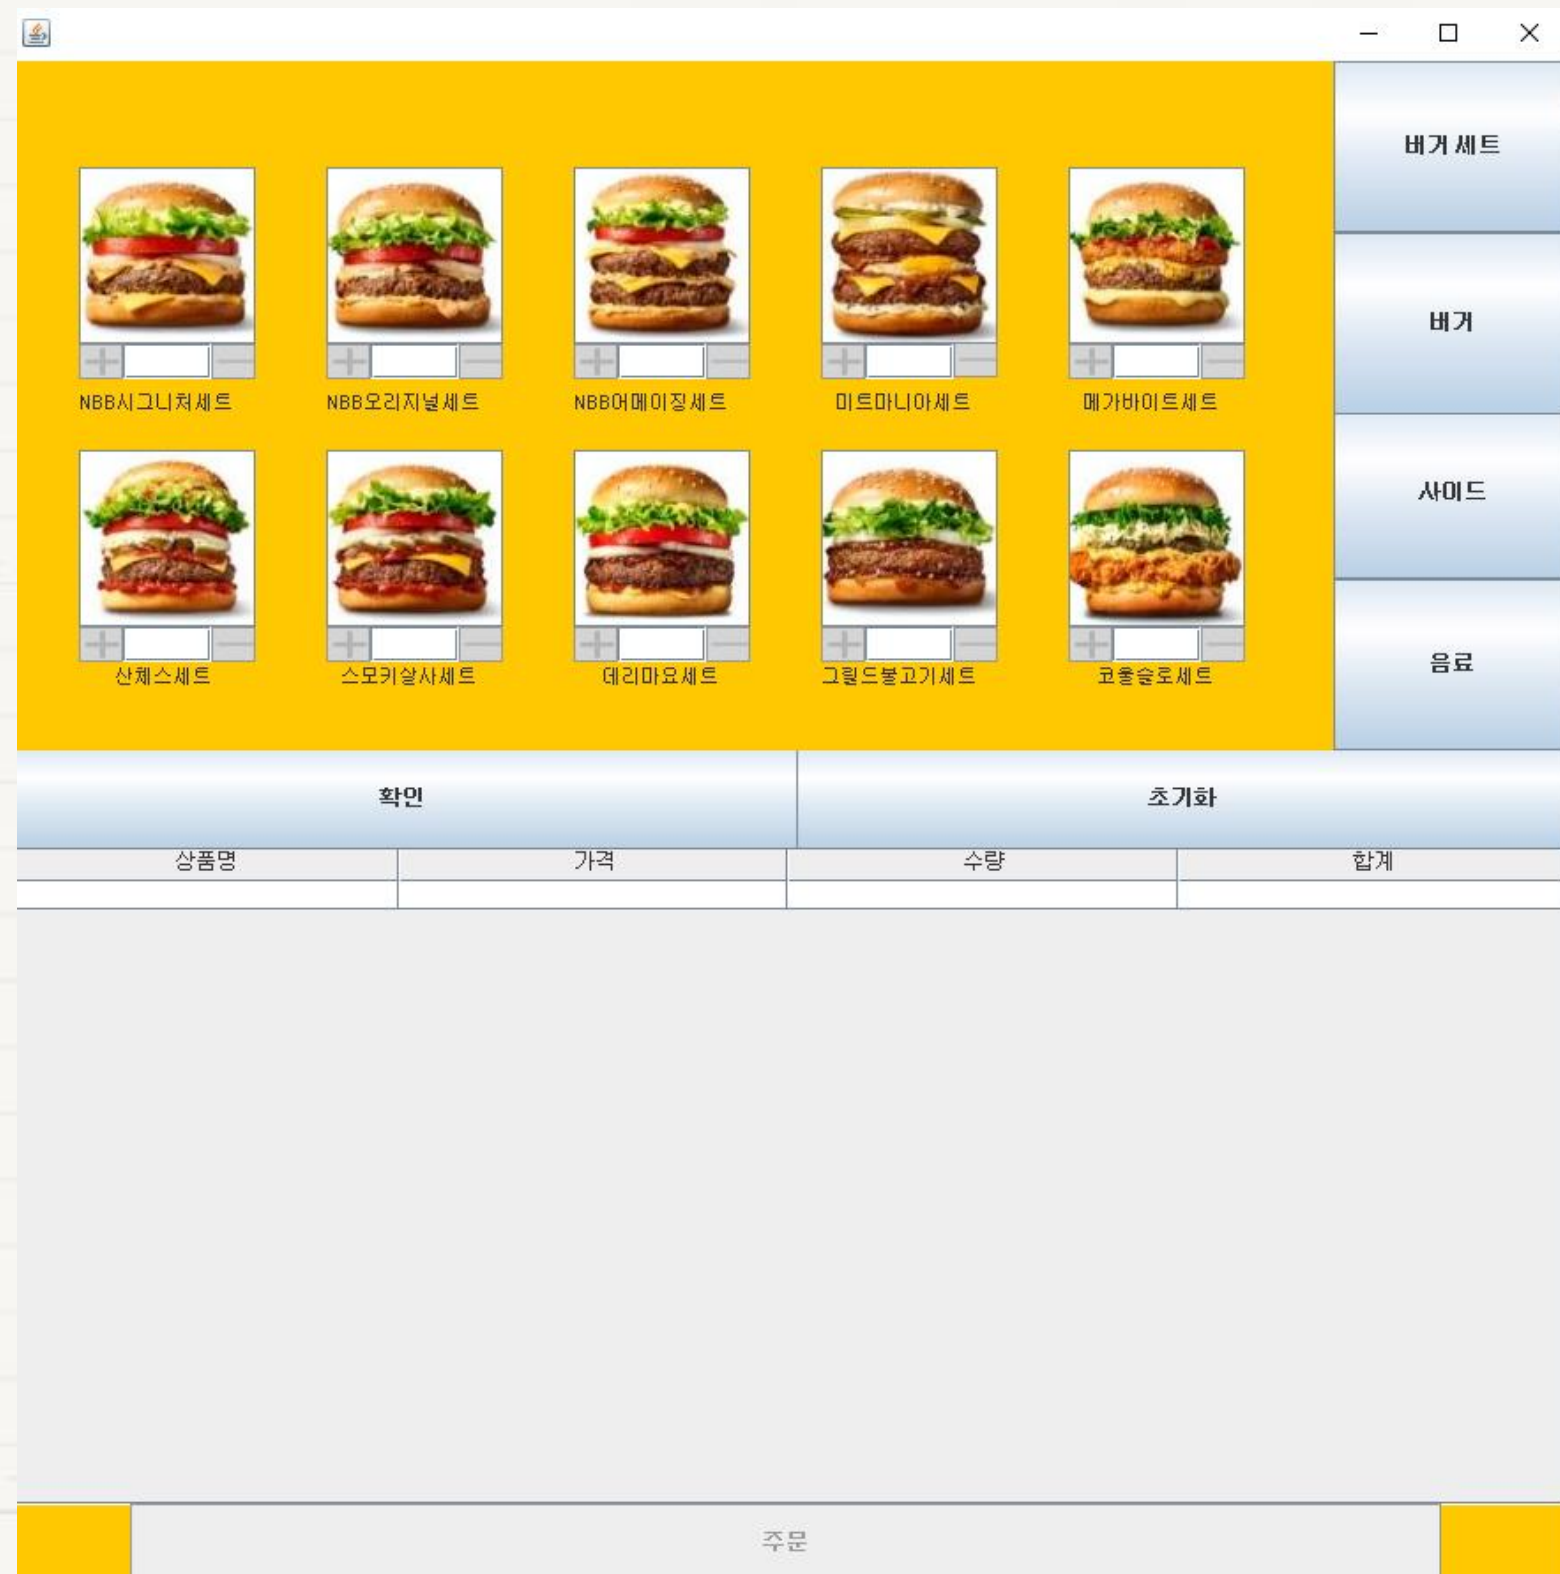 버거 세트
버거
사이드
음료
NBB시그니처세트
NBB오리지널세트
NBB어메이징세트
미트마니아세트
메가바이트세트
산체스세트
스모키살사세트
데리마요세트
그릴드불고기세트
코울슬로세트
확인
초기화
상품명
가격
수량
합계
주문